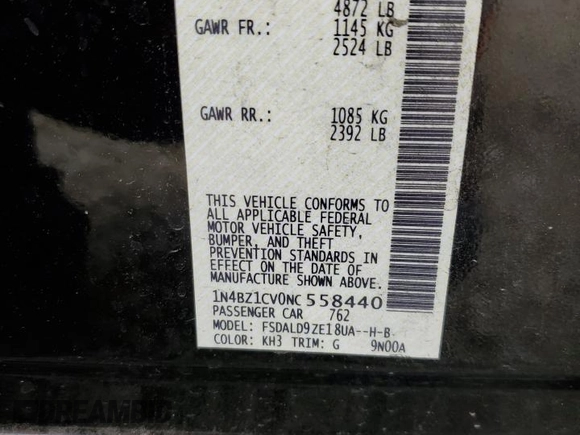 4872 LB
GAWR FR.: 1145 KG
2524 LB
GAWR RR.: 1085 KG
2392 LB
THIS VEHICLE CONFORMS TO
ALL APPLICABLE FEDERAL
MOTOR VEHICLE SAFETY,
BUMPER, AND THEFT
PREVENTION STANDARDS IN
EFFECT ON THE DATE OF
MANUFACTURE SHOWN ABOVE.
1N4BZ1CV0NC558440
PASSENGER CAR 762
MODEL: FSDALD9ZE18UA--H-B
COLOR: KH3 TRIM: G 9N00A
DREAMBID